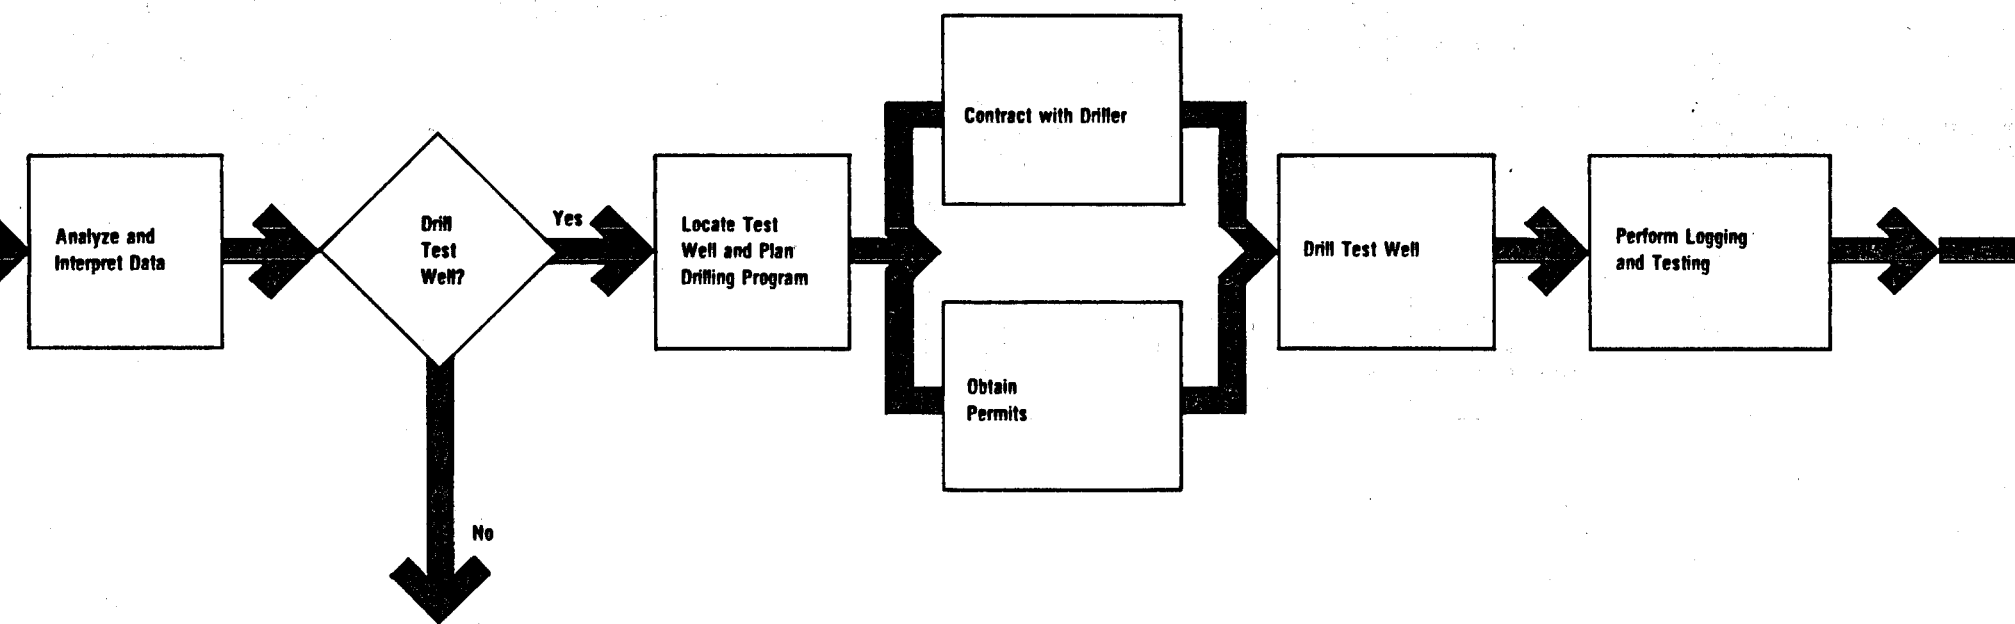 Analyze and
Interpret Data
Drill
Test
Well?
Yes
No
Locate Test
Well and Plan
Drilling Program
Contract with Driller
Obtain
Permits
Drill Test Well
Perform Logging
and Testing